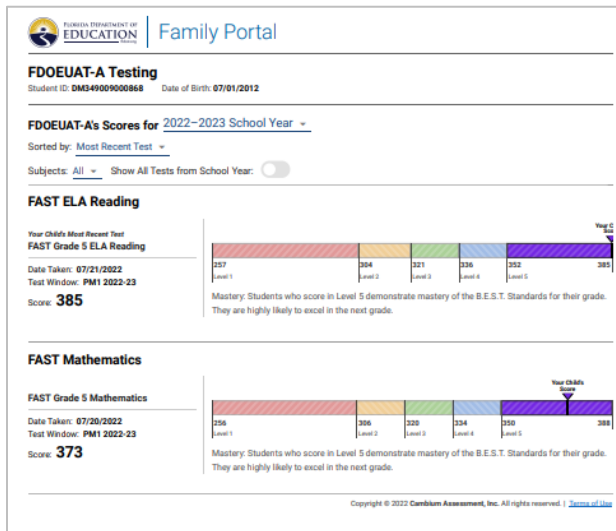 FLORIDA DEPARTMENT OF
EDUCATION
Family Portal
FDOEUAT-A Testing
Student ID: DM349009000868 Date of Birth: 07/01/2012
FDOEUAT-A's Scores for 2022–2023 School Year
Sorted by: Most Recent Test
Subjects: All Show All Tests from School Year:
FAST ELA Reading
Your Child's Most Recent Test
FAST Grade 5 ELA Reading
Date Taken: 07/21/2022
Test Window: PM1 2022-23
Score: 385
Your C
Sco
257 304 321 336 352 385
Level 1 Level 2 Level 3 Level 4 Level 5
Mastery: Students who score in Level 5 demonstrate mastery of the B.E.S.T. Standards for their grade.
They are highly likely to excel in the next grade.
FAST Mathematics
FAST Grade 5 Mathematics
Date Taken: 07/20/2022
Test Window: PM1 2022-23
Score: 373
Your Child's
Score
256 306 320 334 350 388
Level 1 Level 2 Level 3 Level 4 Level 5
Mastery: Students who score in Level 5 demonstrate mastery of the B.E.S.T. Standards for their grade.
They are highly likely to excel in the next grade.
Copyright © 2022 Cambium Assessment, Inc. All rights reserved. | Terms of Use